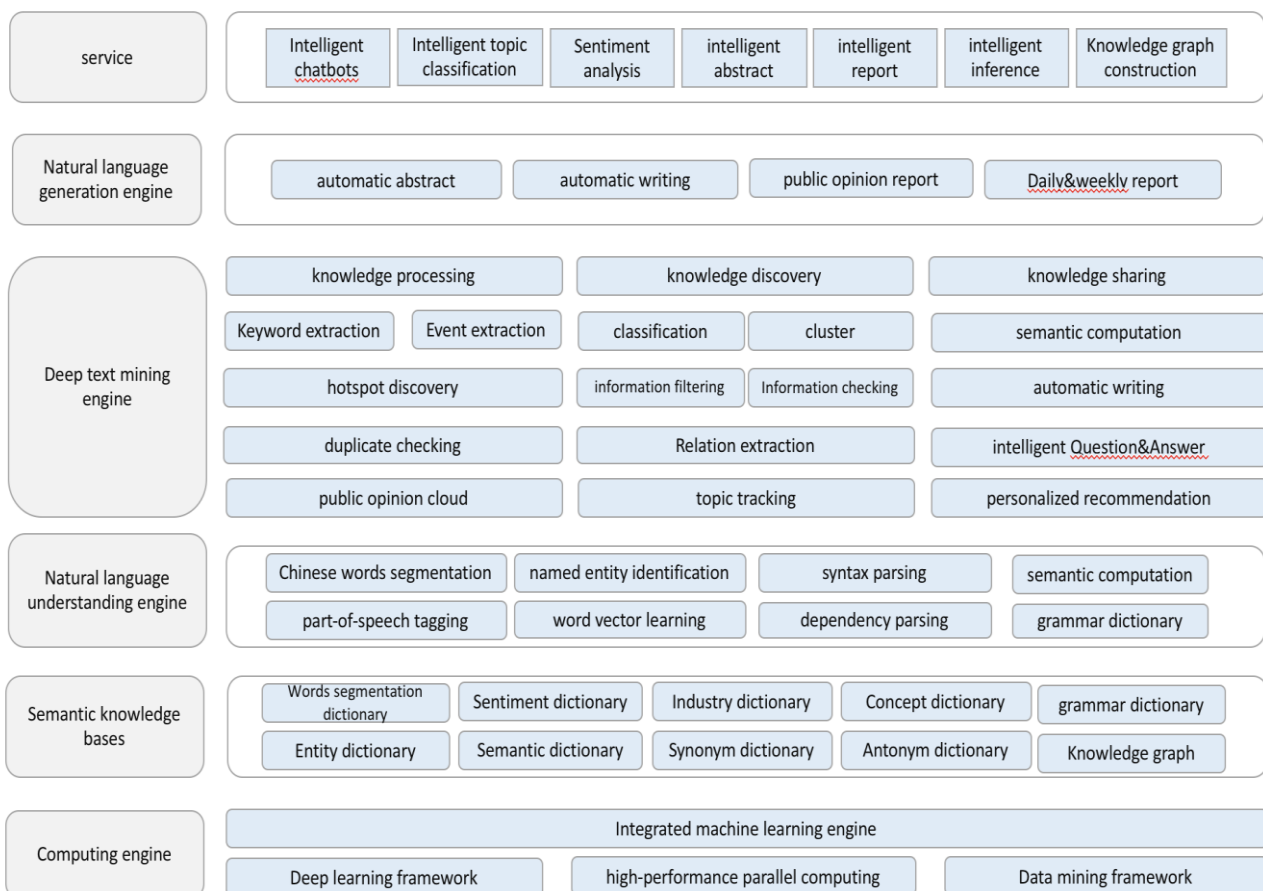 service
Intelligent
chatbots
Intelligent topic
classification
Sentiment
analysis
intelligent
abstract
intelligent
report
intelligent
inference
Knowledge graph
construction
Natural language
generation engine
automatic abstract
automatic writing
public opinion report
Daily&weekly report
Deep text mining
engine
knowledge processing
knowledge discovery
knowledge sharing
Keyword extraction
Event extraction
classification
cluster
semantic computation
hotspot discovery
information filtering
Information checking
automatic writing
duplicate checking
Relation extraction
intelligent Question&Answer
public opinion cloud
topic tracking
personalized recommendation
Natural language
understanding engine
Chinese words segmentation
named entity identification
syntax parsing
semantic computation
part-of-speech tagging
word vector learning
dependency parsing
grammar dictionary
Semantic knowledge
bases
Words segmentation
dictionary
Sentiment dictionary
Industry dictionary
Concept dictionary
grammar dictionary
Entity dictionary
Semantic dictionary
Synonym dictionary
Antonym dictionary
Knowledge graph
Computing engine
Integrated machine learning engine
Deep learning framework
high-performance parallel computing
Data mining framework